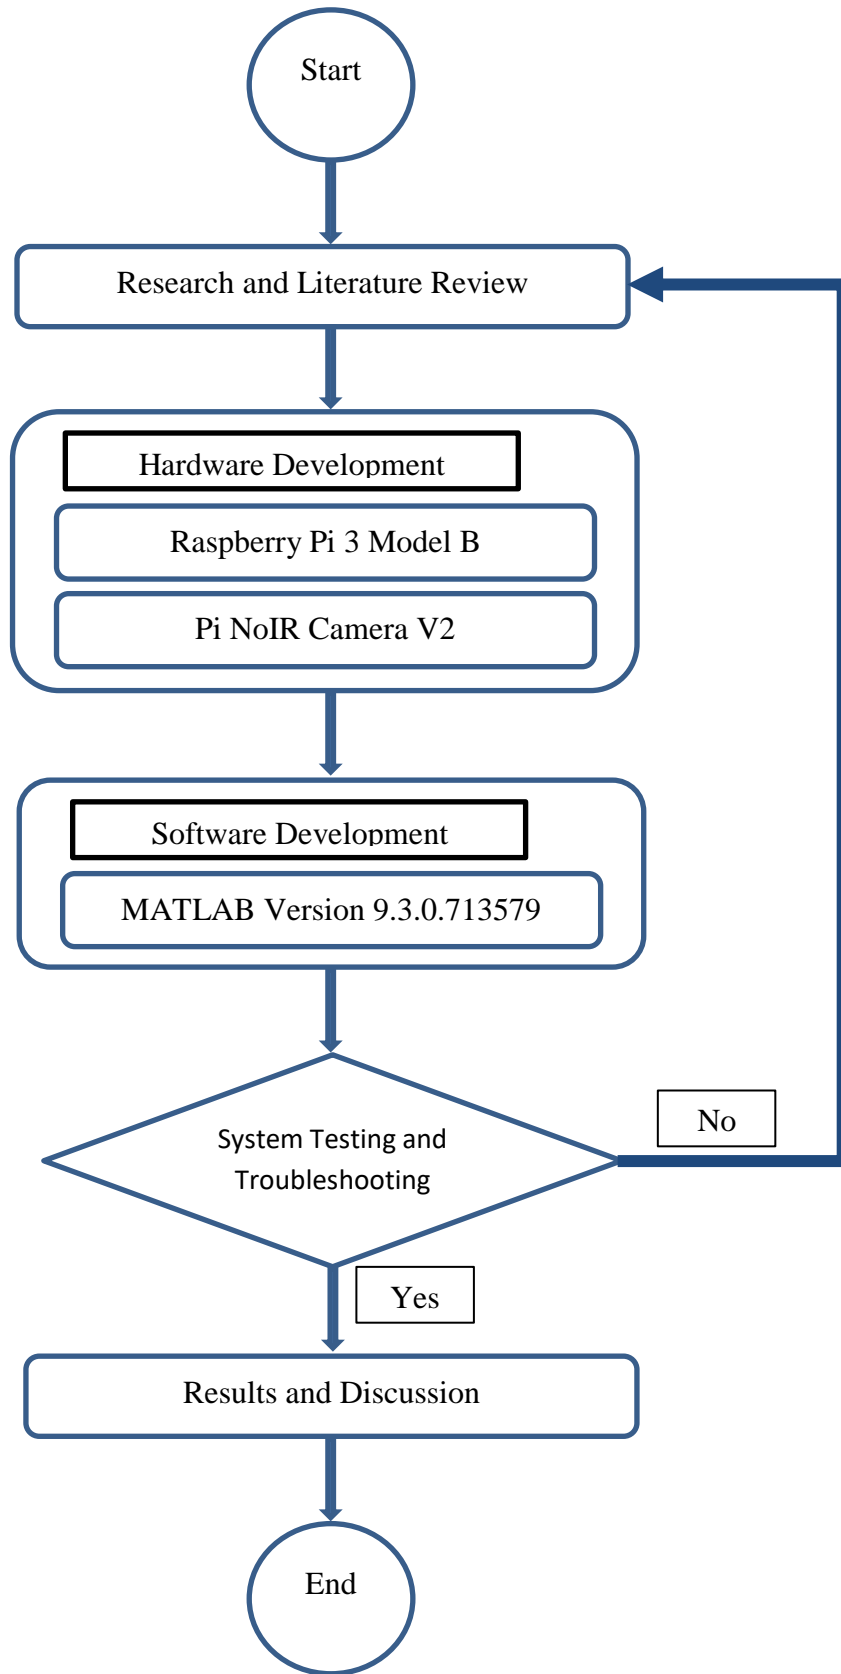 Start
Research and Literature Review
Hardware Development
Raspberry Pi 3 Model B
Pi NoIR Camera V2
Software Development
MATLAB Version 9.3.0.713579
System Testing and
Troubleshooting
No
Yes
Results and Discussion
End